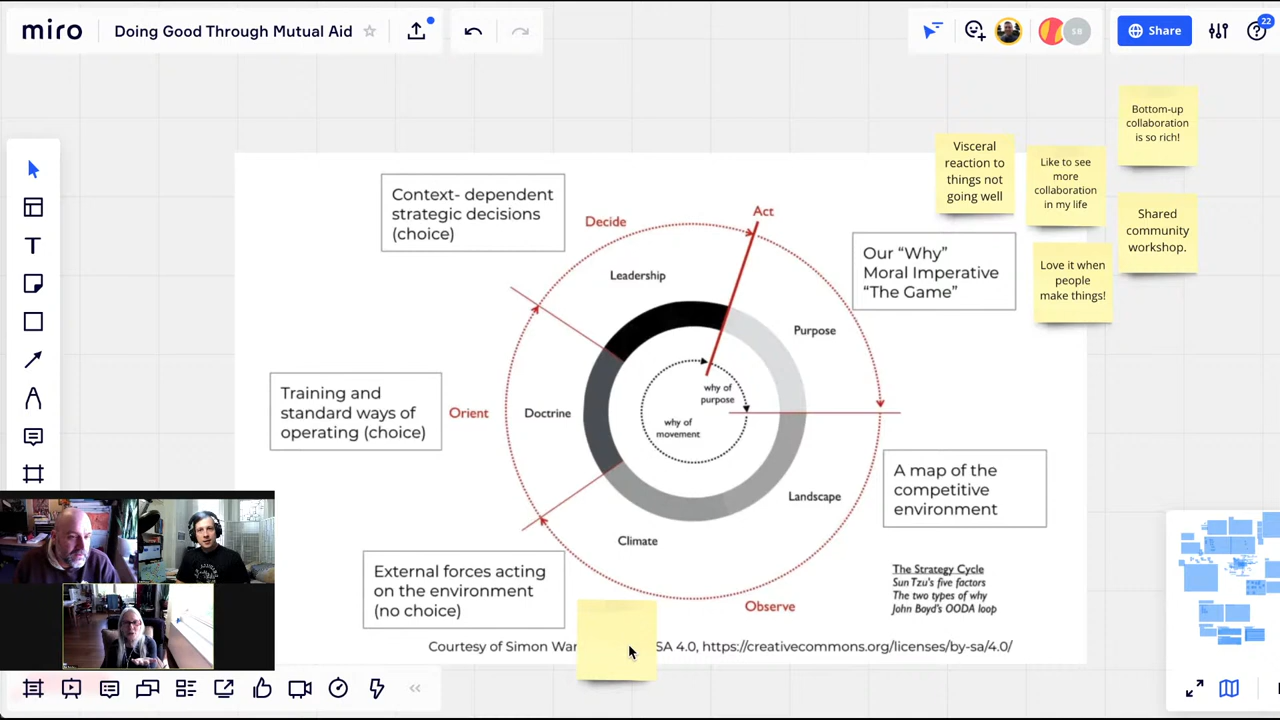 miro
Doing Good Through Mutual Aid
SB
Share
22
Bottom-up
collaboration
is so rich!
Visceral
reaction to
things not
going well
Like to see
more
collaboration
in my life
Shared
community
workshop.
Love it when
people
make things!
Context- dependent
strategic decisions
(choice)
Decide
Act
Our “Why”
Moral Imperative
“The Game”
Leadership
Purpose
Training and
standard ways of
operating (choice)
Orient
Doctrine
why of
purpose
why of
movement
A map of the
competitive
environment
Landscape
Climate
External forces acting
on the environment
(no choice)
Observe
The Strategy Cycle
Sun Tzu's five factors
The two types of why
John Boyd's OODA loop
Courtesy of Simon War
SA 4.0, https://creativecommons.org/licenses/by-sa/4.0/